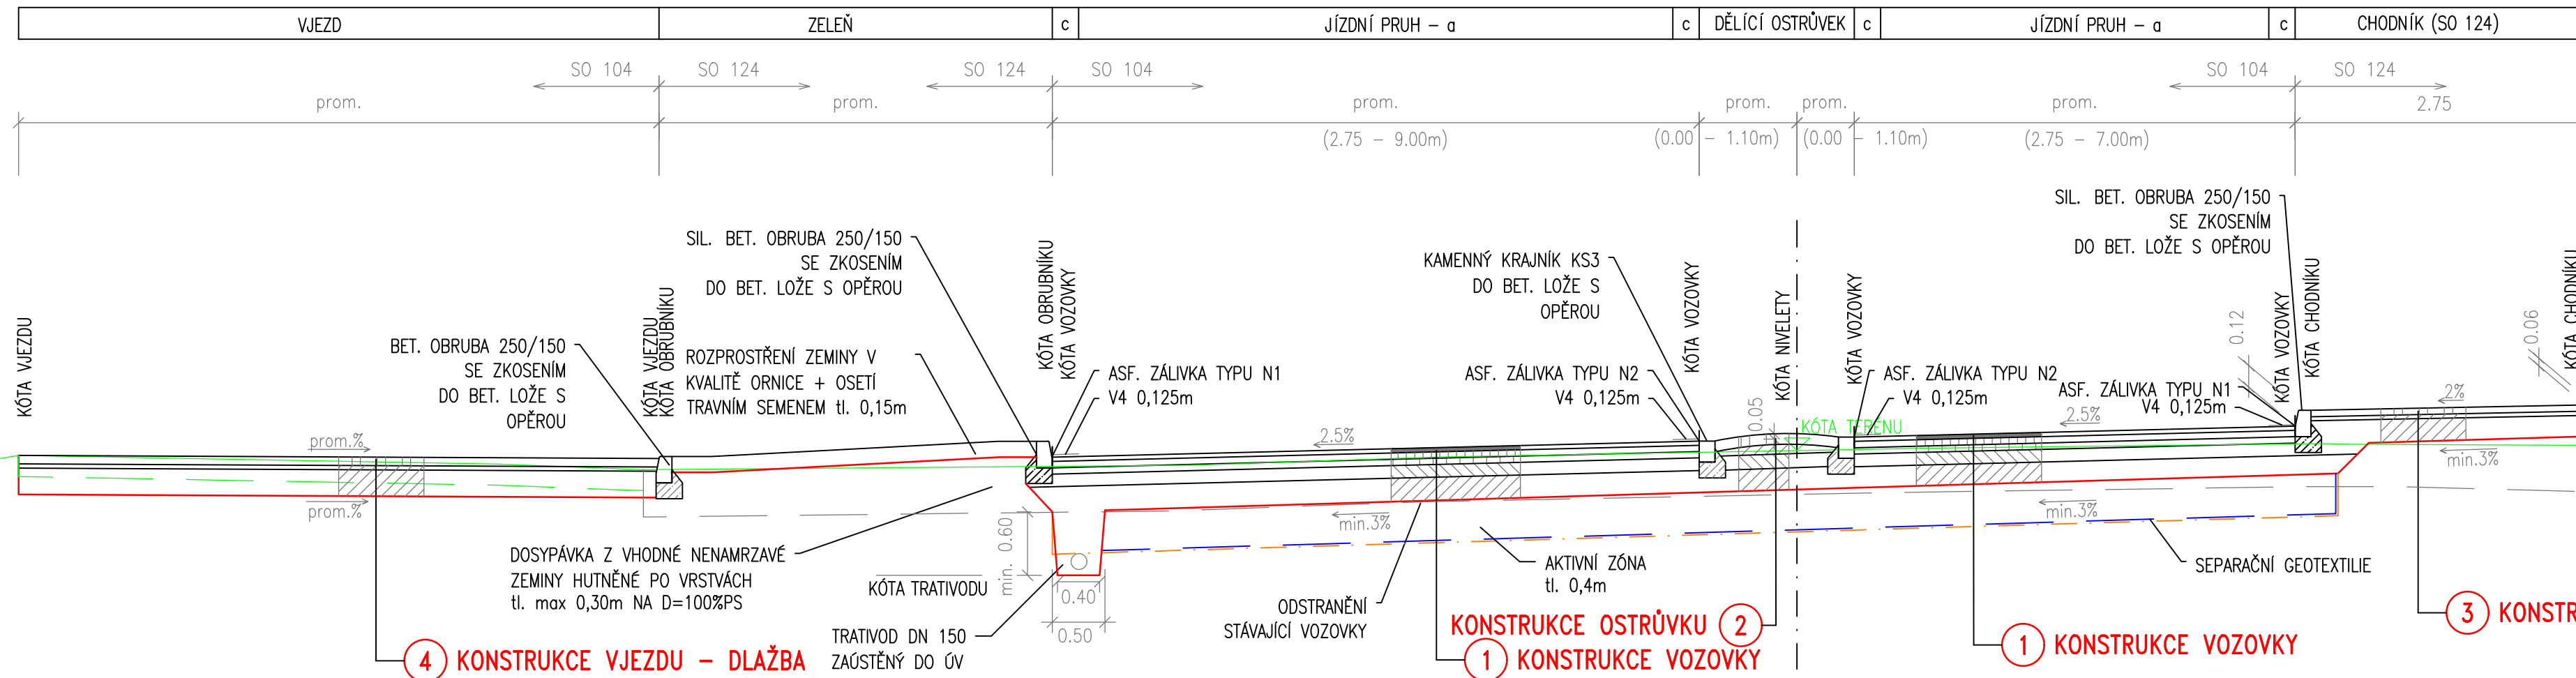 VJEZD
ZELEŇ
c
JÍZDNÍ PRUH – a
c
DĚLÍCÍ OSTRŮVEK
c
JÍZDNÍ PRUH – a
c
CHODNÍK (SO 124)
SO 104
SO 124
SO 124
SO 104
SO 104
SO 124
prom.
prom.
prom.
prom.
prom.
prom.
2.75
(2.75 – 9.00m)
(0.00 – 1.10m)
(0.00 – 1.10m)
(2.75 – 7.00m)
KÓTA VJEZDU
BET. OBRUBA 250/150
SE ZKOSENÍM
DO BET. LOŽE S
OPĚROU
KÓTA VJEZDU
KÓTA OBRUBNÍKU
SIL. BET. OBRUBA 250/150
SE ZKOSENÍM
DO BET. LOŽE S OPĚROU
ROZPROSTŘENÍ ZEMINY V
KVALITĚ ORNICE + OSETÍ
TRAVNÍM SEMENEM tl. 0,15m
KÓTA OBRUBNÍKU
KÓTA VOZOVKY
ASF. ZÁLIVKA TYPU N1
V4 0,125m
KAMENNÝ KRAJNÍK KS3
DO BET. LOŽE S
OPĚROU
ASF. ZÁLIVKA TYPU N2
V4 0,125m
KÓTA VOZOVKY
KÓTA NIVELETY
KÓTA VOZOVKY
0.05
KÓTA TERÉNU
ASF. ZÁLIVKA TYPU N2
V4 0,125m
SIL. BET. OBRUBA 250/150
SE ZKOSENÍM
DO BET. LOŽE S OPĚROU
ASF. ZÁLIVKA TYPU N1
V4 0,125m
0.12
KÓTA VOZOVKY
KÓTA CHODNÍKU
0.06
KÓTA CHODNÍKU
prom.%
prom.%
2.5%
min.3%
2.5%
min.3%
2%
min.3%
DOSYPÁVKA Z VHODNÉ NENAMRZAVÉ
ZEMINY HUTNĚNÉ PO VRSTVÁCH
tl. max 0,30m NA D=100%PS
KÓTA TRATIVODU
min. 0.60
0.40
0.50
TRATIVOD DN 150
ZAÚSTĚNÝ DO ÚV
ODSTRANĚNÍ
STÁVAJÍCÍ VOZOVKY
AKTIVNÍ ZÓNA
tl. 0,4m
SEPARAČNÍ GEOTEXTILIE
4 KONSTRUKCE VJEZDU – DLAŽBA
KONSTRUKCE OSTRŮVKU 2
1 KONSTRUKCE VOZOVKY
1 KONSTRUKCE VOZOVKY
3 KONSTR